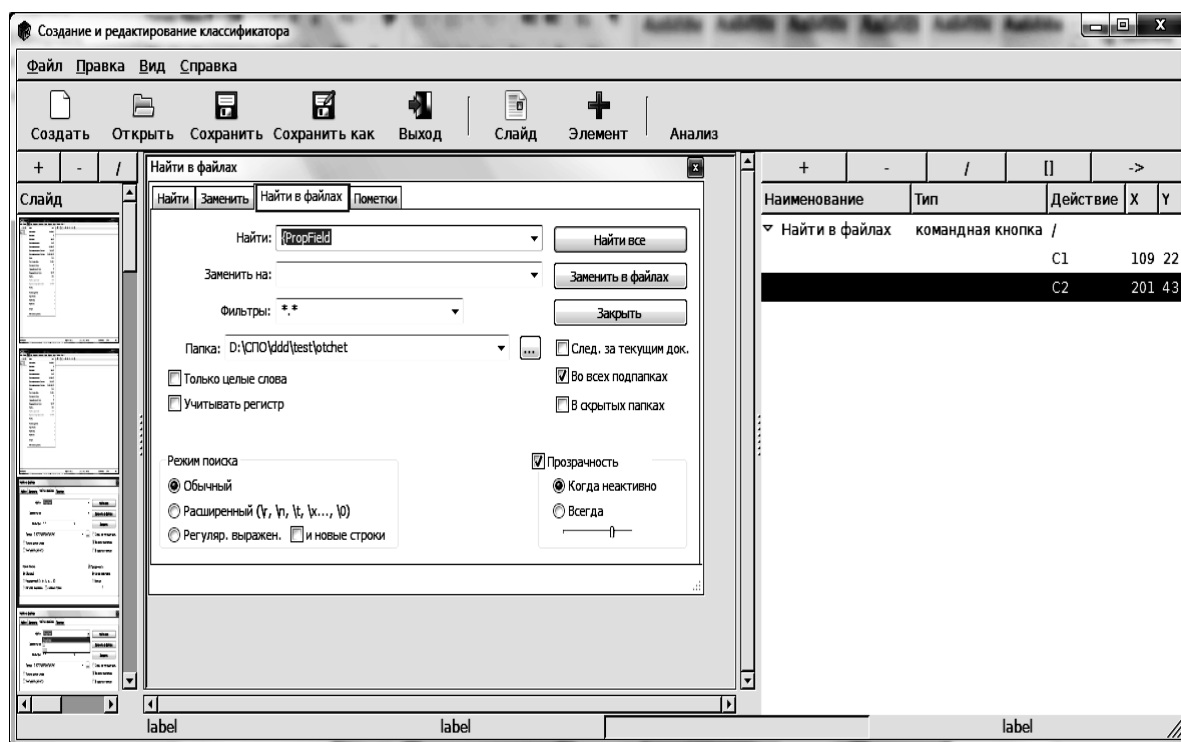 Создание и редактирование классификатора
Файл Правка Вид Справка
Создать Открыть Сохранить Сохранить как Выход Слайд Элемент Анализ
+ - /
Слайд
Найти в файлах
Найти Заменить Найти в файлах Пометки
Найти: {PropField Найти все
Заменить на: Заменить в файлах
Фильтры: *.* Закрыть
Папка: D:\СПО\ddd\test\otchet ... След. за текущим док.
Только целые слова Во всех подпапках
Учитывать регистр В скрытых папках
Режим поиска Прозрачность
Обычный Когда неактивно
Расширенный (\r, \n, \t, \x..., \0) Всегда
Регуляр. выражен. и новые строки
+ - / [] ->
Наименование Тип Действие X Y
Найти в файлах командная кнопка /
C1 109 22
C2 201 43
label label label